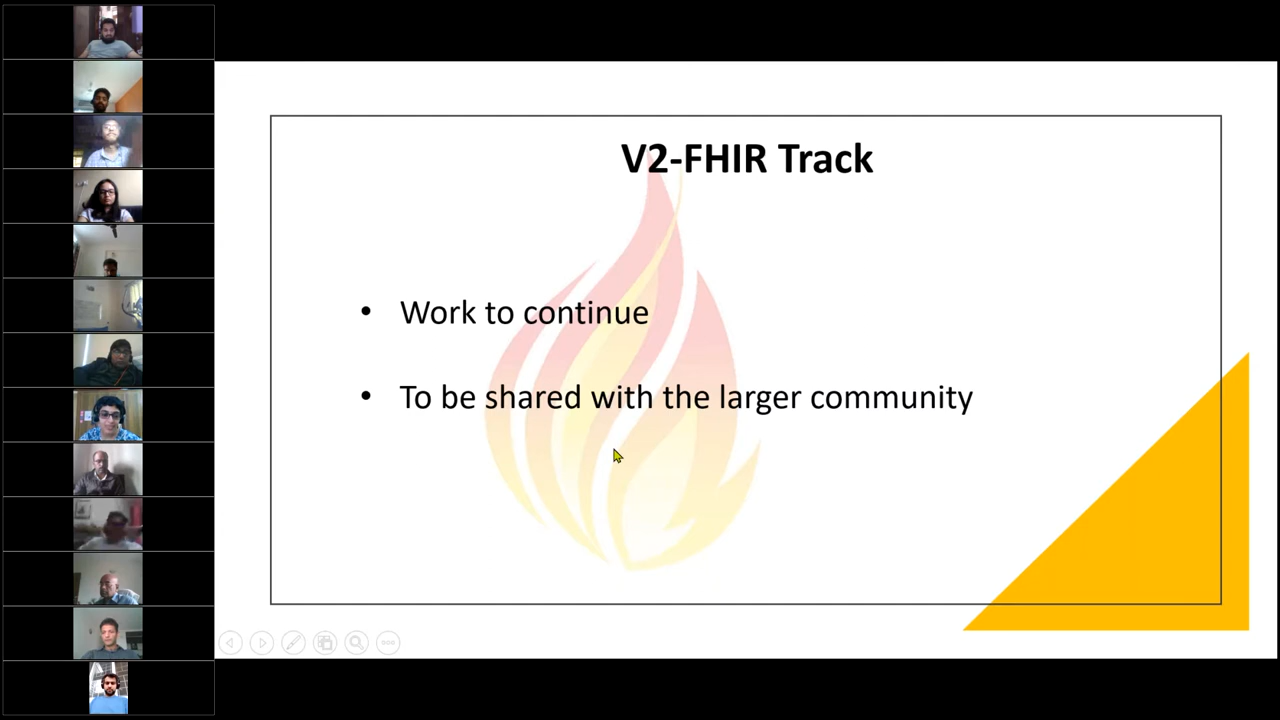 V2-FHIR Track
• Work to continue
• To be shared with the larger community